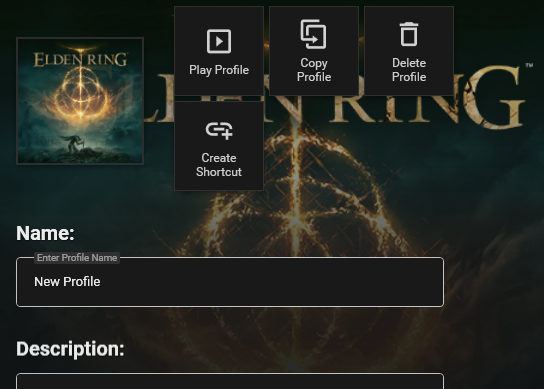 ELDEN RING
ELDEN RING™
Play Profile
Copy
Profile
Delete
Profile
Create
Shortcut
Name:
Enter Profile Name
New Profile
Description: